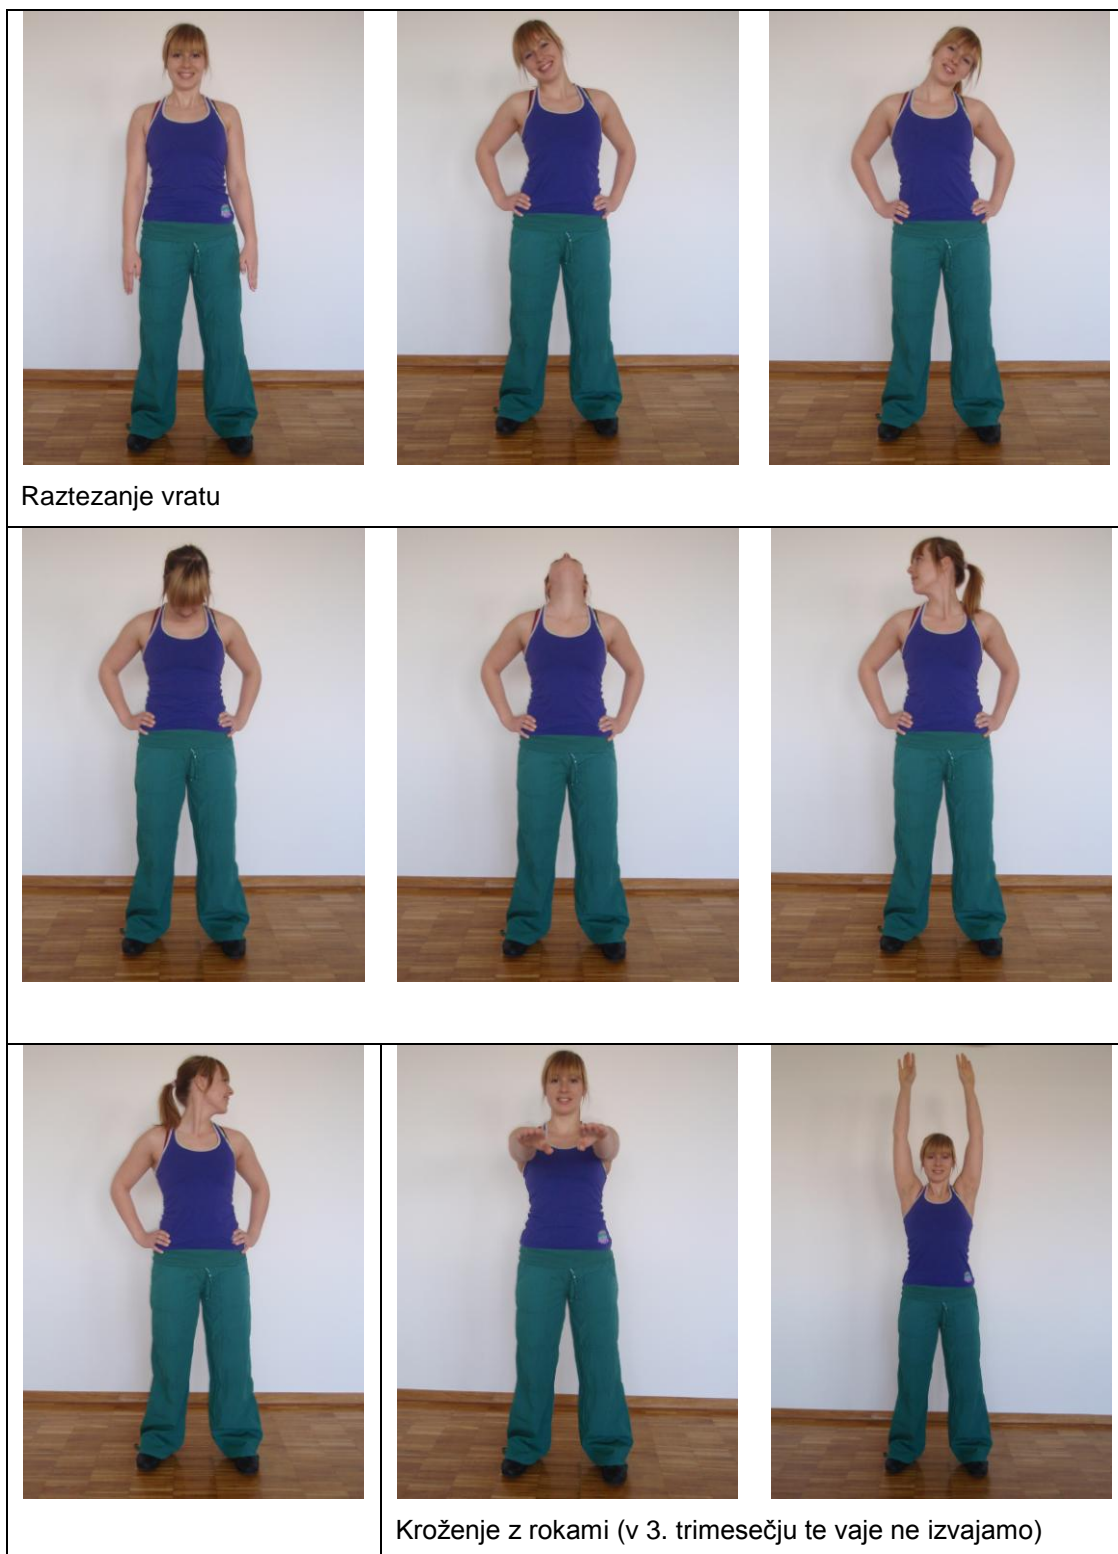 Raztezanje vratu
Kroženje z rokami (v 3. trimesečju te vaje ne izvajamo)